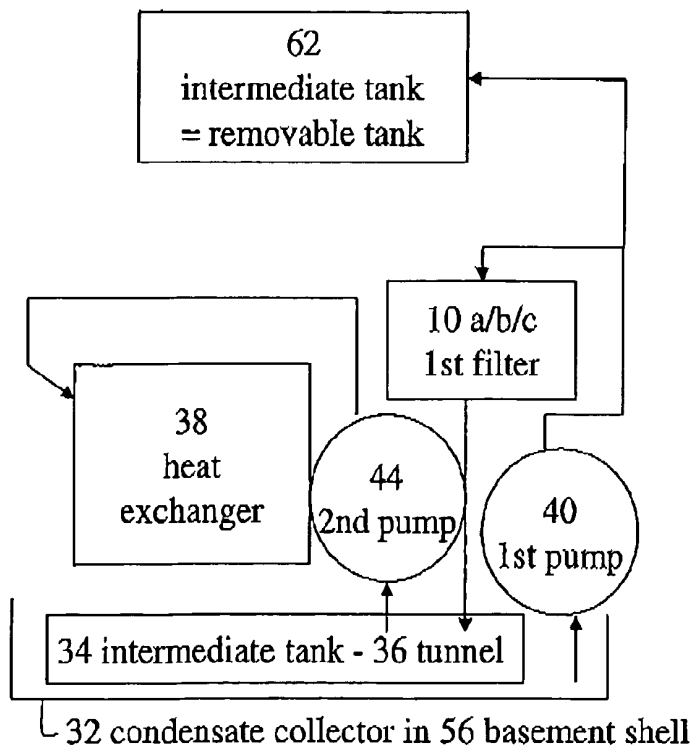 62
intermediate tank
= removable tank
10 a/b/c
1st filter
38
heat
exchanger
44
2nd pump
40
1st pump
34 intermediate tank - 36 tunnel
32 condensate collector in 56 basement shell